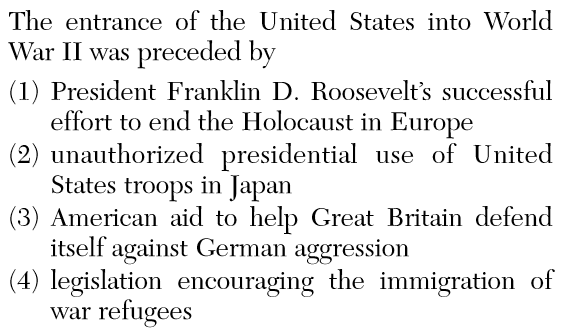 The entrance of the United States into World
War II was preceded by
(1) President Franklin D. Roosevelt’s successful
effort to end the Holocaust in Europe
(2) unauthorized presidential use of United
States troops in Japan
(3) American aid to help Great Britain defend
itself against German aggression
(4) legislation encouraging the immigration of
war refugees